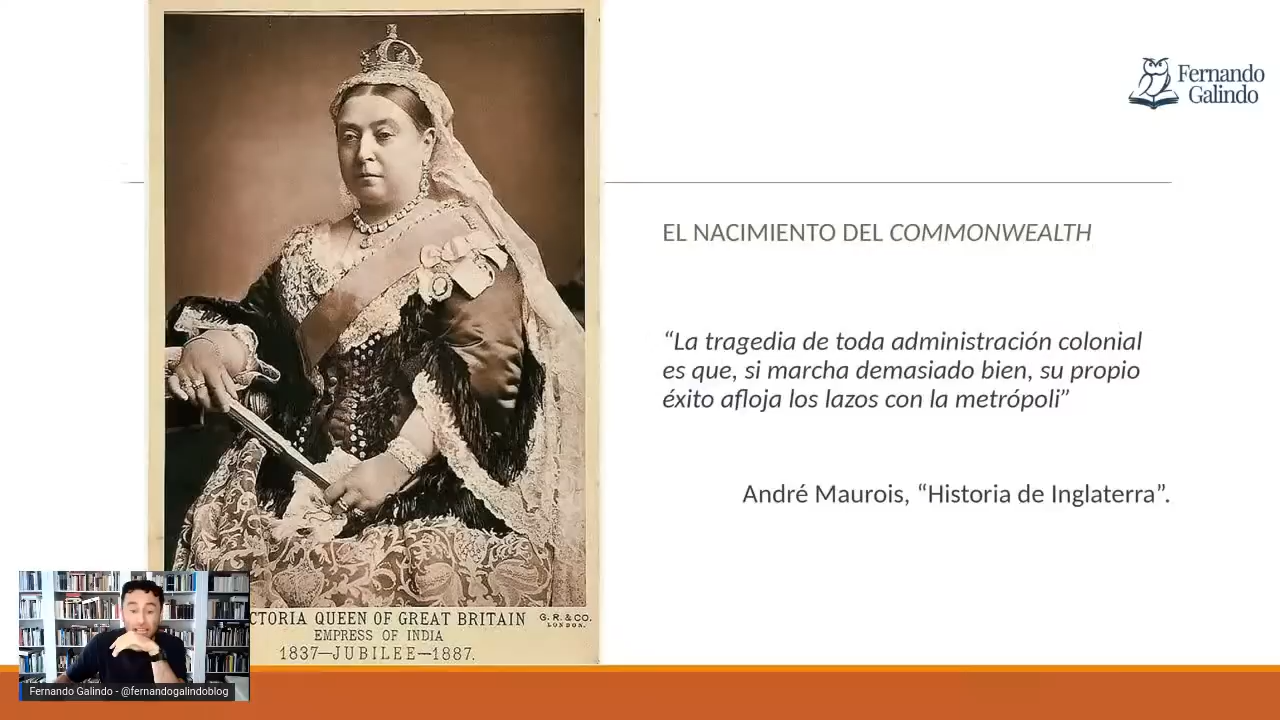 Fernando
Galindo
EL NACIMIENTO DEL COMMONWEALTH
“La tragedia de toda administración colonial
es que, si marcha demasiado bien, su propio
éxito afloja los lazos con la metrópoli”
André Maurois, “Historia de Inglaterra”.
CTORIA QUEEN OF GREAT BRITAIN
G.R.&CO.
LONDON.
EMPRESS OF INDIA
1837—JUBILEE—1887.
Fernando Galindo - @fernandogalindoblog